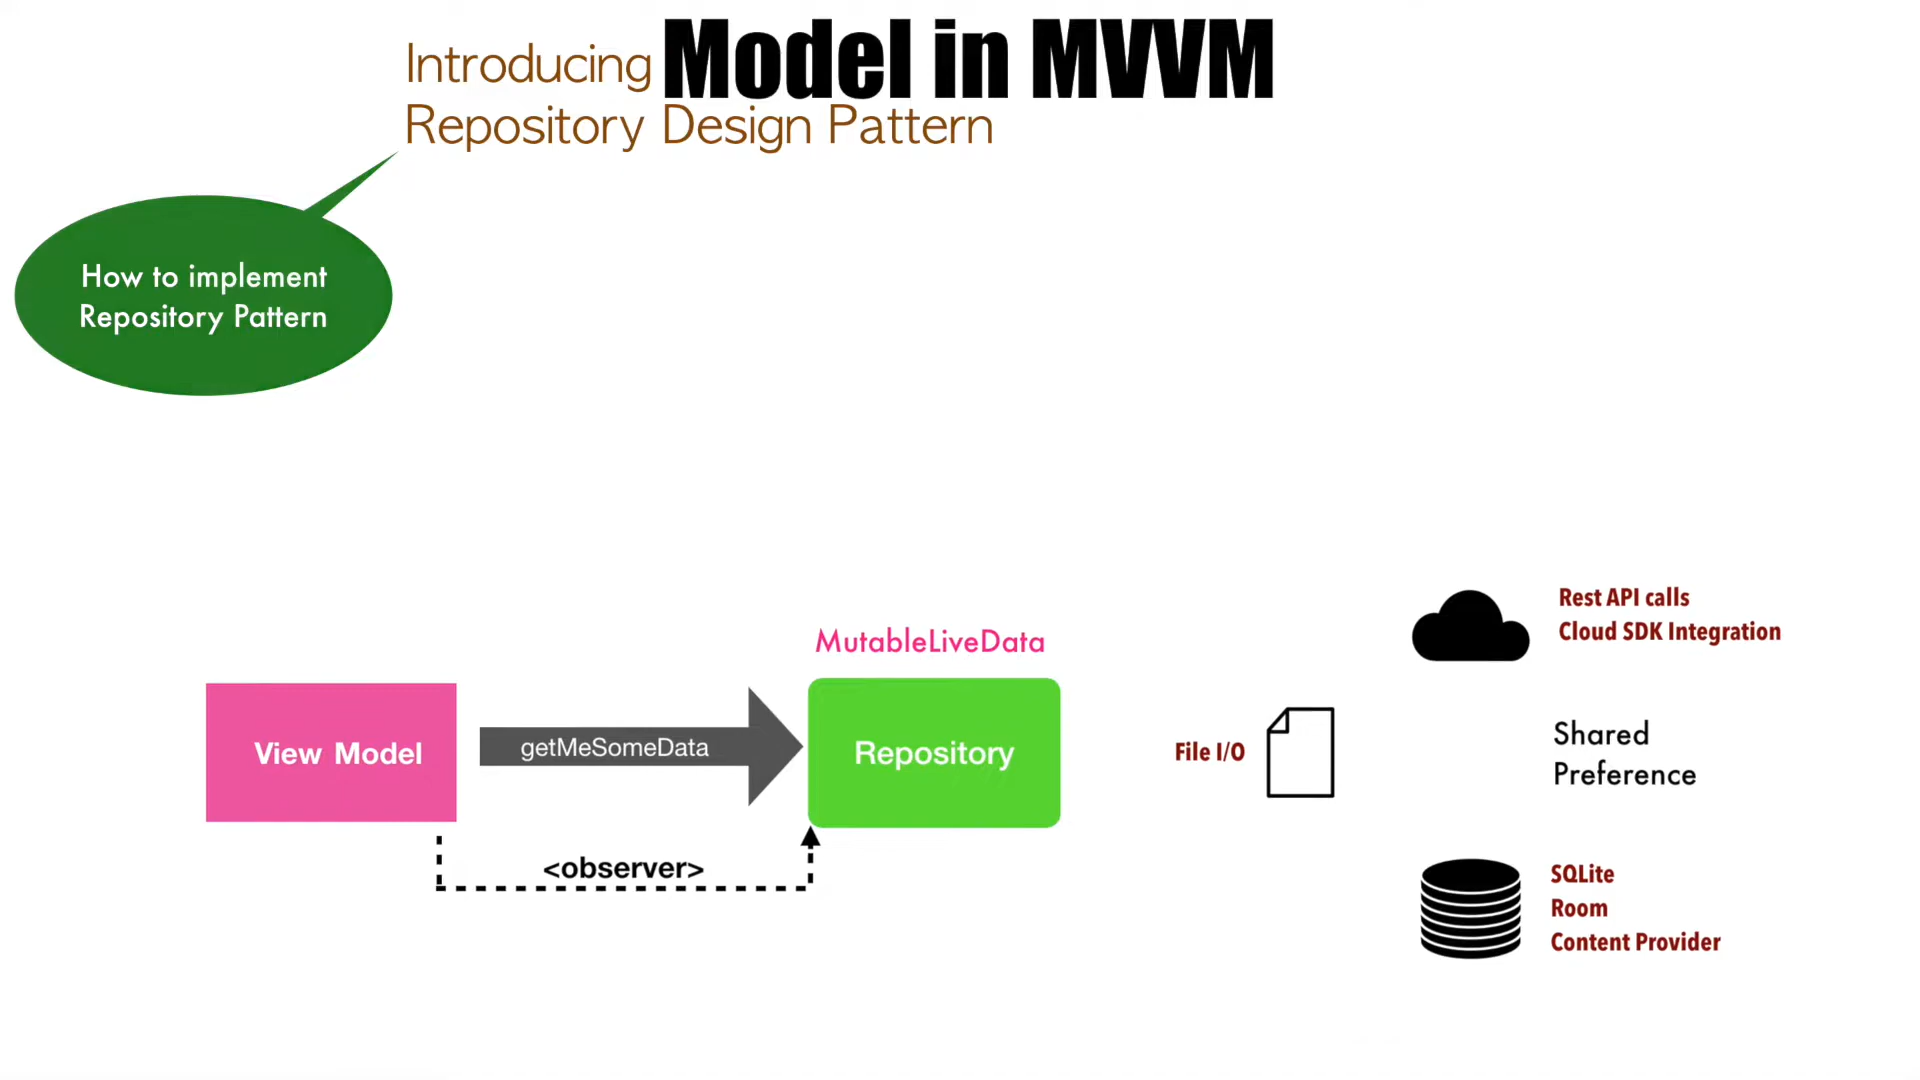 Introducing Model in MVVM
Repository Design Pattern
How to implement
Repository Pattern
Rest API calls
Cloud SDK Integration
MutableLiveData
View Model
getMeSomeData
Repository
File I/O
Shared
Preference
<observer>
SQLite
Room
Content Provider